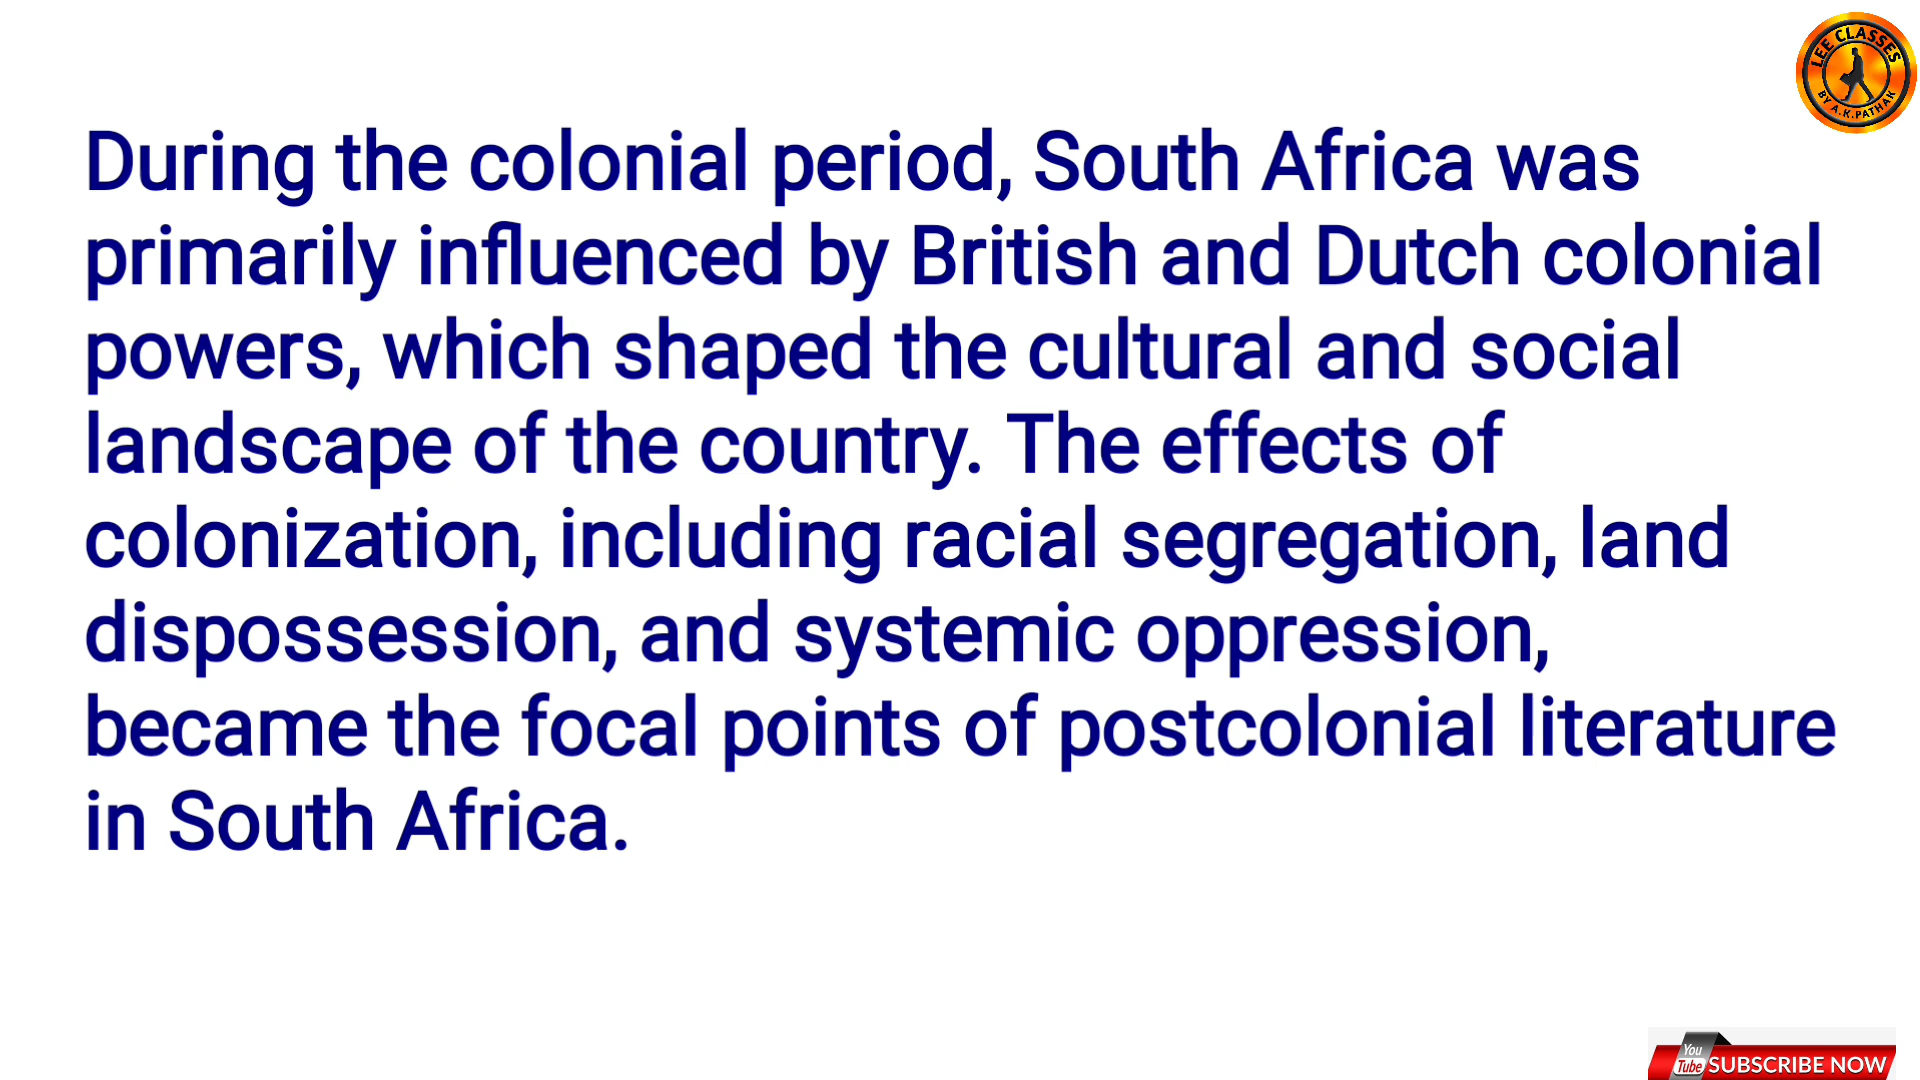 LEE CLASSES
BY A.K.PATHAK
During the colonial period, South Africa was
primarily influenced by British and Dutch colonial
powers, which shaped the cultural and social
landscape of the country. The effects of
colonization, including racial segregation, land
dispossession, and systemic oppression,
became the focal points of postcolonial literature
in South Africa.
You
Tube SUBSCRIBE NOW